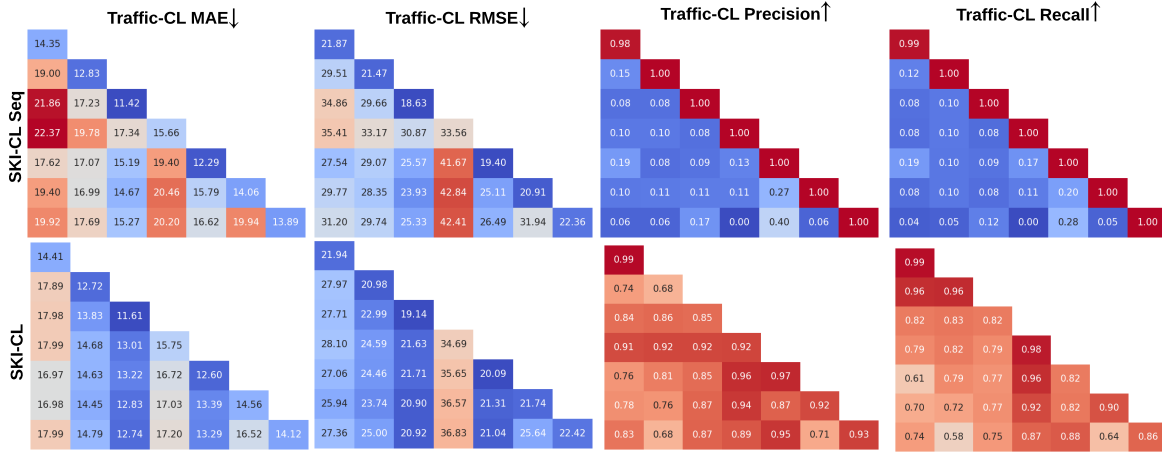 Traffic-CL MAE↓ Traffic-CL RMSE↓ Traffic-CL Precision↑ Traffic-CL Recall↑
SKI-CL Seq
14.35 21.87 0.98 0.99
19.00 12.83 29.51 21.47 0.15 1.00 0.12 1.00
21.86 17.23 11.42 34.86 29.66 18.63 0.08 0.08 1.00 0.08 0.10 1.00
22.37 19.78 17.34 15.66 35.41 33.17 30.87 33.56 0.10 0.10 0.08 1.00 0.08 0.10 0.08 1.00
17.62 17.07 15.19 19.40 12.29 27.54 29.07 25.57 41.67 19.40 0.19 0.08 0.09 0.13 1.00 0.19 0.10 0.09 0.17 1.00
19.40 16.99 14.67 20.46 15.79 14.06 29.77 28.35 23.93 42.84 25.11 20.91 0.10 0.11 0.11 0.11 0.27 1.00 0.08 0.10 0.08 0.11 0.20 1.00
19.92 17.69 15.27 20.20 16.62 19.94 13.89 31.20 29.74 25.33 42.41 26.49 31.94 22.36 0.06 0.06 0.17 0.00 0.40 0.06 1.00 0.04 0.05 0.12 0.00 0.28 0.05 1.00
SKI-CL
14.41 21.94 0.99 0.99
17.89 12.72 27.97 20.98 0.74 0.68 0.96 0.96
17.98 13.83 11.61 27.71 22.99 19.14 0.84 0.86 0.85 0.82 0.83 0.82
17.99 14.68 13.01 15.75 28.10 24.59 21.63 34.69 0.91 0.92 0.92 0.92 0.79 0.82 0.79 0.98
16.97 14.63 13.22 16.72 12.60 27.06 24.46 21.71 35.65 20.09 0.76 0.81 0.85 0.96 0.97 0.61 0.79 0.77 0.96 0.82
16.98 14.45 12.83 17.03 13.39 14.56 25.94 23.74 20.90 36.57 21.31 21.74 0.78 0.76 0.87 0.94 0.87 0.92 0.70 0.72 0.77 0.92 0.82 0.90
17.99 14.79 12.74 17.20 13.29 16.52 14.12 27.36 25.00 20.92 36.83 21.04 25.64 22.42 0.83 0.68 0.87 0.89 0.95 0.71 0.93 0.74 0.58 0.75 0.87 0.88 0.64 0.86